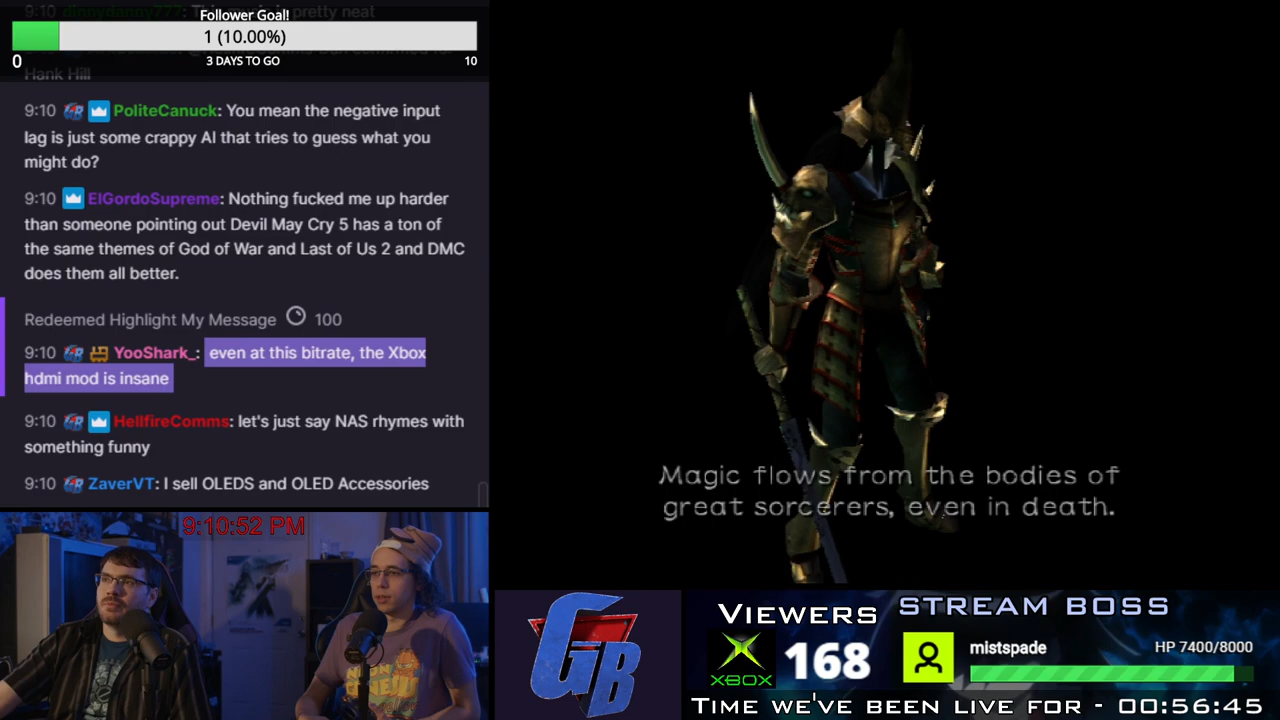 Follower Goal!
1 (10.00%)
0
3 DAYS TO GO
10
Hank Hill
9:10 PoliteCanuck: You mean the negative input
lag is just some crappy AI that tries to guess what you
might do?
9:10 ElGordoSupreme: Nothing fucked me up harder
than someone pointing out Devil May Cry 5 has a ton of
the same themes of God of War and Last of Us 2 and DMC
does them all better.
Redeemed Highlight My Message 100
9:10 YooShark_: even at this bitrate, the Xbox
hdmi mod is insane
9:10 HellfireComms: let's just say NAS rhymes with
something funny
9:10 ZaverVT: I sell OLEDS and OLED Accessories
9:10:52 PM
Magic flows from the bodies of
great sorcerers, even in death.
GB
VIEWERS
XBOX
168
STREAM BOSS
mistspade
HP 7400/8000
TIME WE'VE BEEN LIVE FOR - 00:56:45